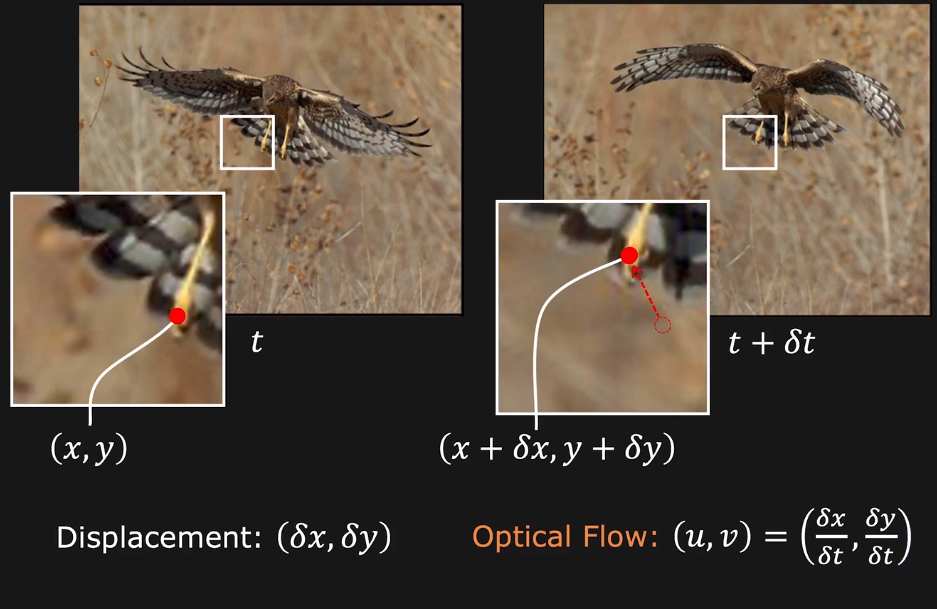 t
t + δt
(x, y)
(x + δx, y + δy)
Displacement: (δx, δy)
Optical Flow: (u, v) = (δx/δt, δy/δt)